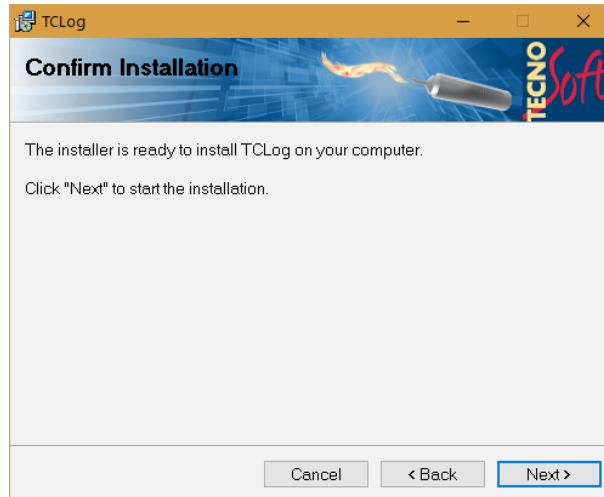 TCLog
Confirm Installation
TECNO
Soft
The installer is ready to install TCLog on your computer.
Click "Next" to start the installation.
Cancel
< Back
Next >